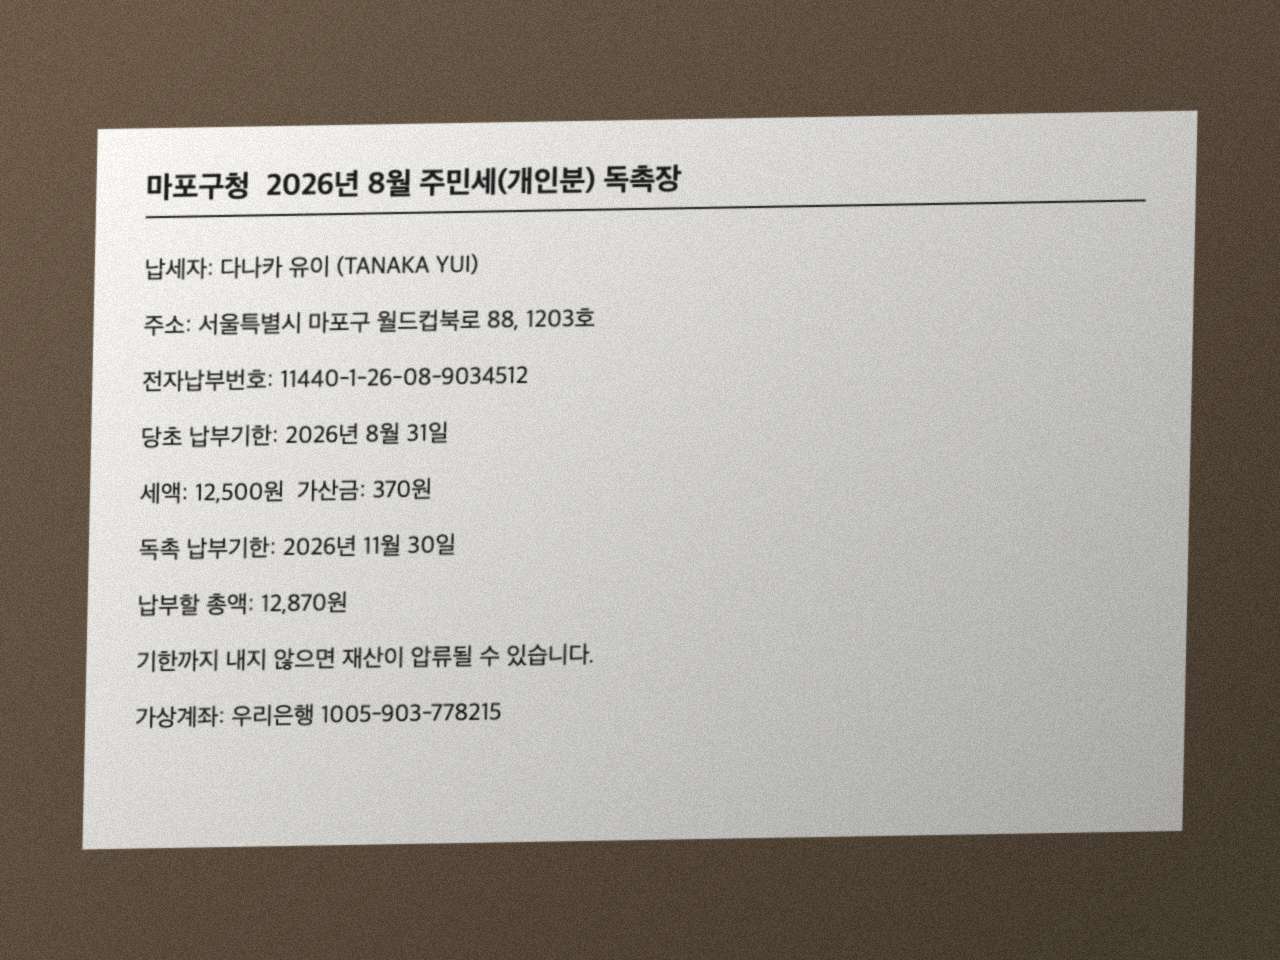 마포구청 2026년 8월 주민세(개인분) 독촉장
납세자: 다나카 유이 (TANAKA YUI)
주소: 서울특별시 마포구 월드컵북로 88, 1203호
전자납부번호: 11440-1-26-08-9034512
당초 납부기한: 2026년 8월 31일
세액: 12,500원 가산금: 370원
독촉 납부기한: 2026년 11월 30일
납부할 총액: 12,870원
기한까지 내지 않으면 재산이 압류될 수 있습니다.
가상계좌: 우리은행 1005-903-778215